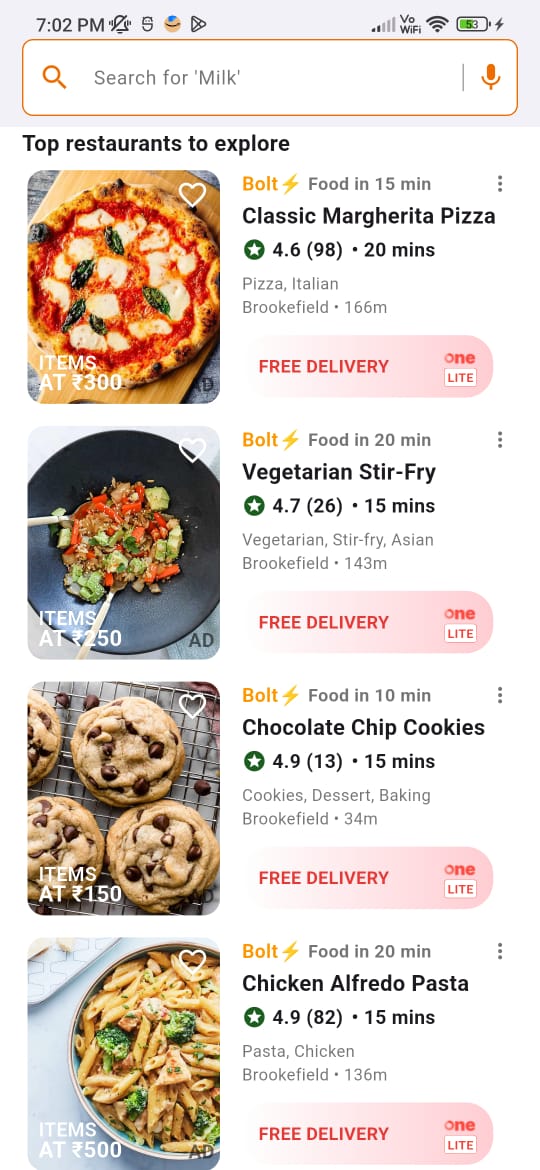 7:02 PM
Vo
WiFi
53
Search for 'Milk'
Top restaurants to explore
Bolt⚡ Food in 15 min
Classic Margherita Pizza
4.6 (98) • 20 mins
Pizza, Italian
Brookefield • 166m
ITEMS
AT ₹300
FREE DELIVERY
one
LITE
Bolt⚡ Food in 20 min
Vegetarian Stir-Fry
4.7 (26) • 15 mins
Vegetarian, Stir-fry, Asian
Brookefield • 143m
ITEMS
AT ₹250
AD
FREE DELIVERY
one
LITE
Bolt⚡ Food in 10 min
Chocolate Chip Cookies
4.9 (13) • 15 mins
Cookies, Dessert, Baking
Brookefield • 34m
ITEMS
AT ₹150
FREE DELIVERY
one
LITE
Bolt⚡ Food in 20 min
Chicken Alfredo Pasta
4.9 (82) • 15 mins
Pasta, Chicken
Brookefield • 136m
ITEMS
AT ₹500
AD
FREE DELIVERY
one
LITE